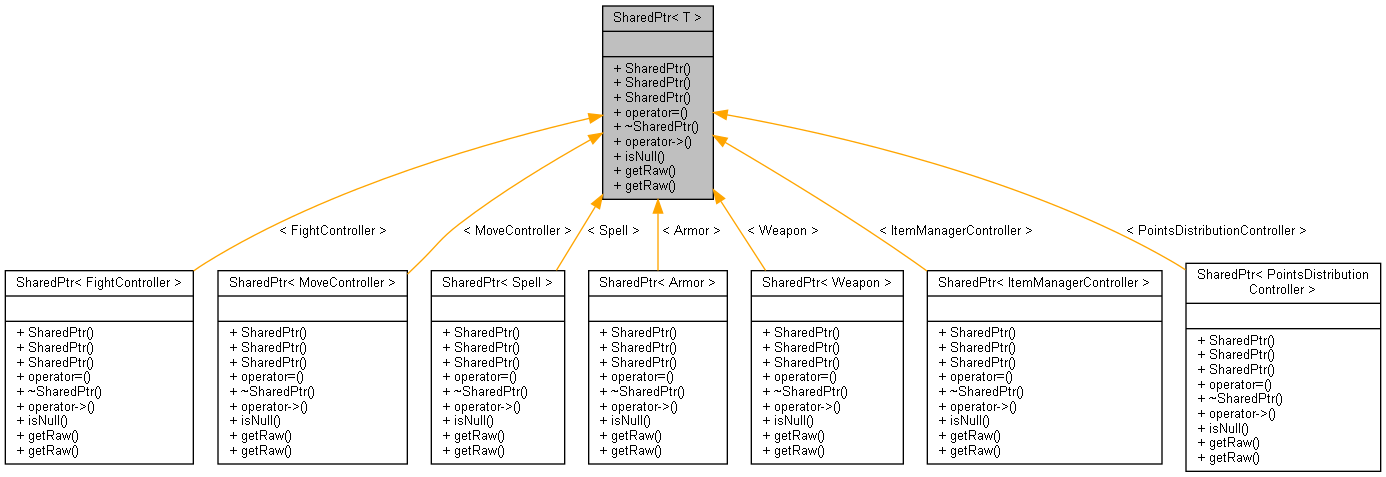 SharedPtr< T >
+ SharedPtr()
+ SharedPtr()
+ SharedPtr()
+ operator=()
+ ~SharedPtr()
+ operator->()
+ isNull()
+ getRaw()
+ getRaw()
< FightController >
< MoveController >
< Spell >
< Armor >
< Weapon >
< ItemManagerController >
< PointsDistributionController >
SharedPtr< FightController >
+ SharedPtr()
+ SharedPtr()
+ SharedPtr()
+ operator=()
+ ~SharedPtr()
+ operator->()
+ isNull()
+ getRaw()
+ getRaw()
SharedPtr< MoveController >
+ SharedPtr()
+ SharedPtr()
+ SharedPtr()
+ operator=()
+ ~SharedPtr()
+ operator->()
+ isNull()
+ getRaw()
+ getRaw()
SharedPtr< Spell >
+ SharedPtr()
+ SharedPtr()
+ SharedPtr()
+ operator=()
+ ~SharedPtr()
+ operator->()
+ isNull()
+ getRaw()
+ getRaw()
SharedPtr< Armor >
+ SharedPtr()
+ SharedPtr()
+ SharedPtr()
+ operator=()
+ ~SharedPtr()
+ operator->()
+ isNull()
+ getRaw()
+ getRaw()
SharedPtr< Weapon >
+ SharedPtr()
+ SharedPtr()
+ SharedPtr()
+ operator=()
+ ~SharedPtr()
+ operator->()
+ isNull()
+ getRaw()
+ getRaw()
SharedPtr< ItemManagerController >
+ SharedPtr()
+ SharedPtr()
+ SharedPtr()
+ operator=()
+ ~SharedPtr()
+ operator->()
+ isNull()
+ getRaw()
+ getRaw()
SharedPtr< PointsDistribution
Controller >
+ SharedPtr()
+ SharedPtr()
+ SharedPtr()
+ operator=()
+ ~SharedPtr()
+ operator->()
+ isNull()
+ getRaw()
+ getRaw()